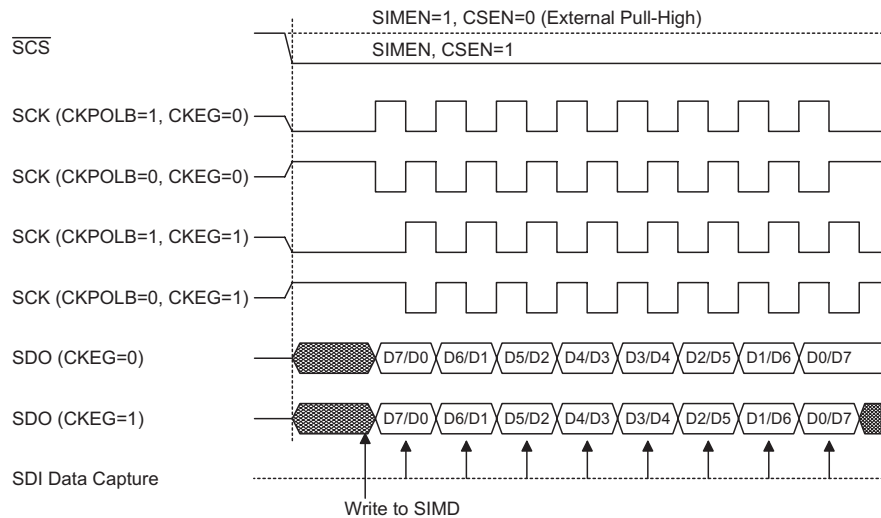 SIMEN=1, CSEN=0 (External Pull-High)
SCS
SIMEN, CSEN=1
SCK (CKPOLB=1, CKEG=0)
SCK (CKPOLB=0, CKEG=0)
SCK (CKPOLB=1, CKEG=1)
SCK (CKPOLB=0, CKEG=1)
SDO (CKEG=0) D7/D0 D6/D1 D5/D2 D4/D3 D3/D4 D2/D5 D1/D6 D0/D7
SDO (CKEG=1) D7/D0 D6/D1 D5/D2 D4/D3 D3/D4 D2/D5 D1/D6 D0/D7
SDI Data Capture
Write to SIMD